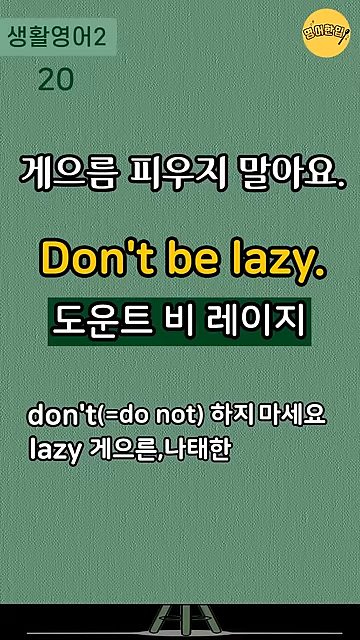 생활영어2
영어한입
20
게으름 피우지 말아요.
Don't be lazy.
도운트 비 레이지
don't(=do not) 하지 마세요
lazy 게으른,나태한